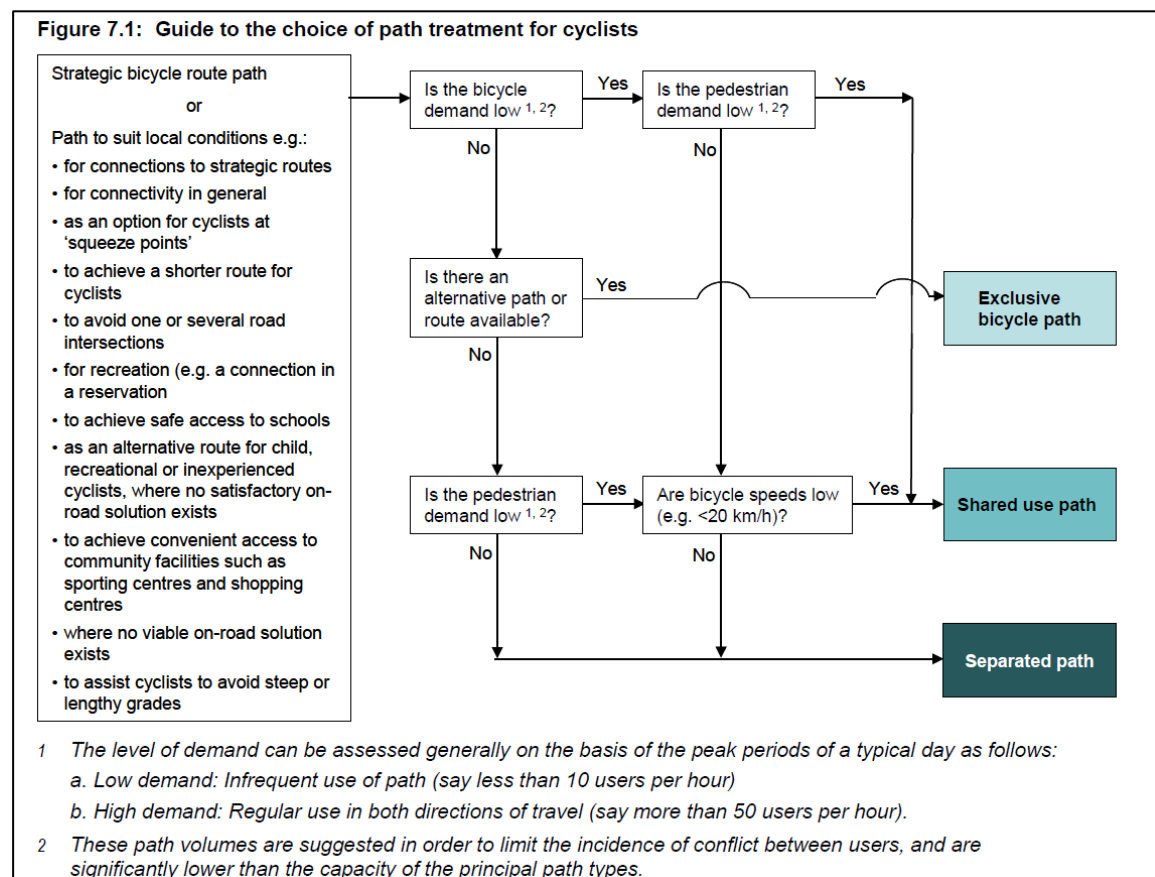 Figure 7.1: Guide to the choice of path treatment for cyclists
Strategic bicycle route path
or
Path to suit local conditions e.g.:
• for connections to strategic routes
• for connectivity in general
• as an option for cyclists at
‘squeeze points’
• to achieve a shorter route for
cyclists
• to avoid one or several road
intersections
• for recreation (e.g. a connection in
a reservation
• to achieve safe access to schools
• as an alternative route for child,
recreational or inexperienced
cyclists, where no satisfactory on-
road solution exists
• to achieve convenient access to
community facilities such as
sporting centres and shopping
centres
• where no viable on-road solution
exists
• to assist cyclists to avoid steep or
lengthy grades
Is the bicycle
demand low 1, 2?
Yes
No
Is the pedestrian
demand low 1, 2?
Yes
No
Is there an
alternative path or
route available?
Yes
No
Exclusive
bicycle path
Is the pedestrian
demand low 1, 2?
Yes
No
Are bicycle speeds low
(e.g. <20 km/h)?
Yes
No
Shared use path
Separated path
1 The level of demand can be assessed generally on the basis of the peak periods of a typical day as follows:
a. Low demand: Infrequent use of path (say less than 10 users per hour)
b. High demand: Regular use in both directions of travel (say more than 50 users per hour).
2 These path volumes are suggested in order to limit the incidence of conflict between users, and are
significantly lower than the capacity of the principal path types.